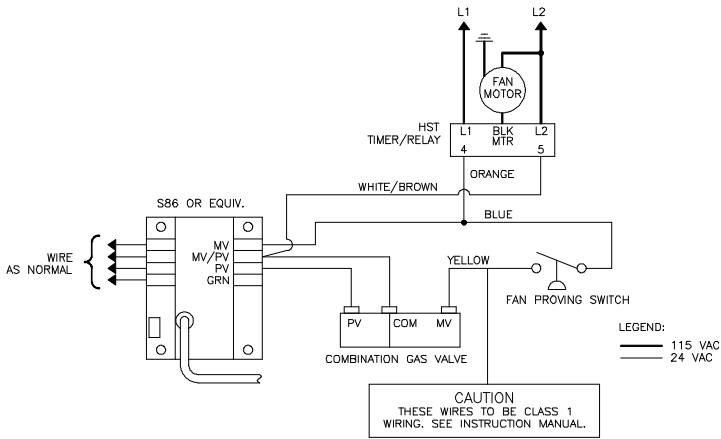 L1
L2
FAN
MOTOR
HST
TIMER/RELAY
L1
BLK
MTR
L2
4
5
ORANGE
WHITE/BROWN
S86 OR EQUIV.
BLUE
MV
MV/PV
PV
GRN
WIRE
AS NORMAL
YELLOW
FAN PROVING SWITCH
PV
COM
MV
COMBINATION GAS VALVE
LEGEND:
115 VAC
24 VAC
CAUTION
THESE WIRES TO BE CLASS 1
WIRING. SEE INSTRUCTION MANUAL.